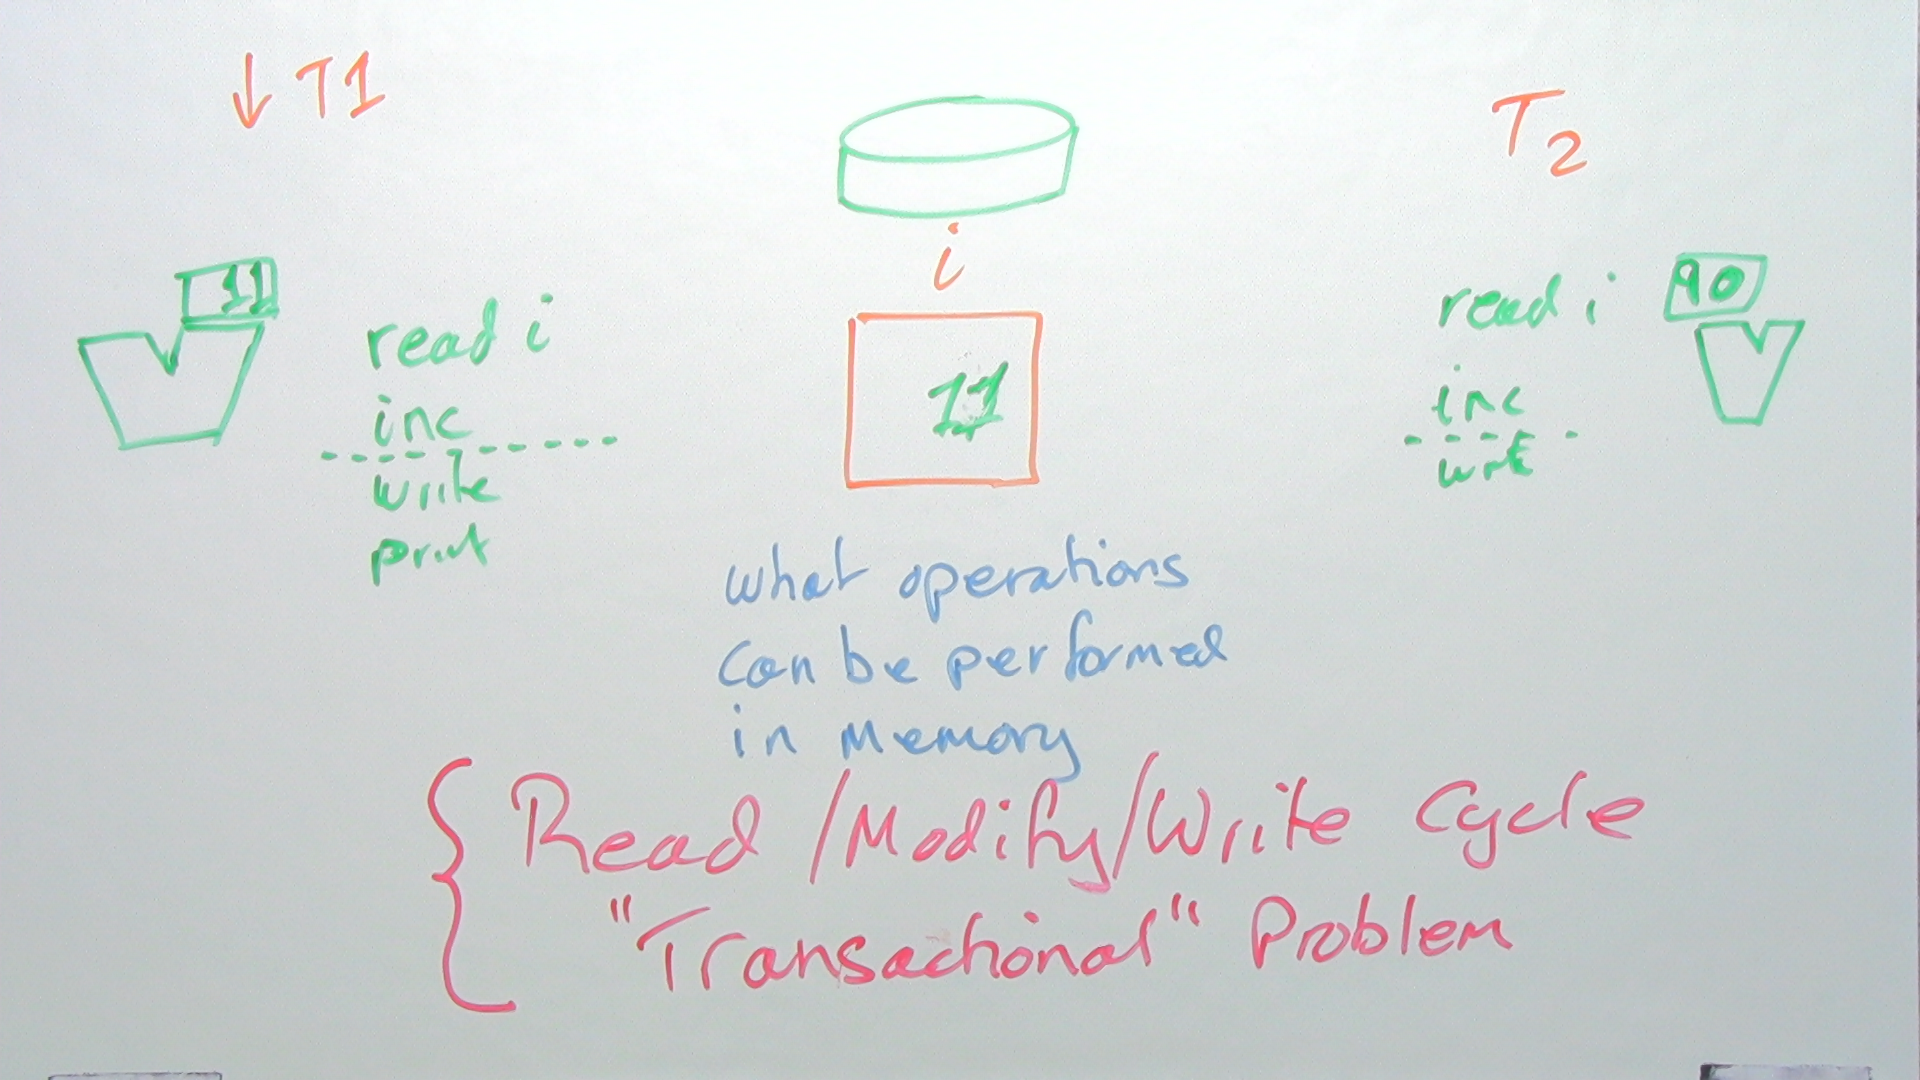 ↓ T1
T2
i
11
read i
inc
write
print
11
read i
90
inc
write
what operations
can be performed
in memory
Read/Modify/Write Cycle
"Transactional" Problem